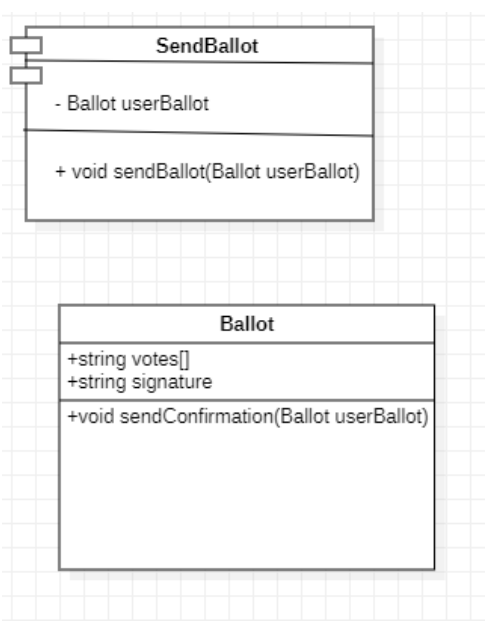 SendBallot
- Ballot userBallot
+ void sendBallot(Ballot userBallot)
Ballot
+string votes[]
+string signature
+void sendConfirmation(Ballot userBallot)